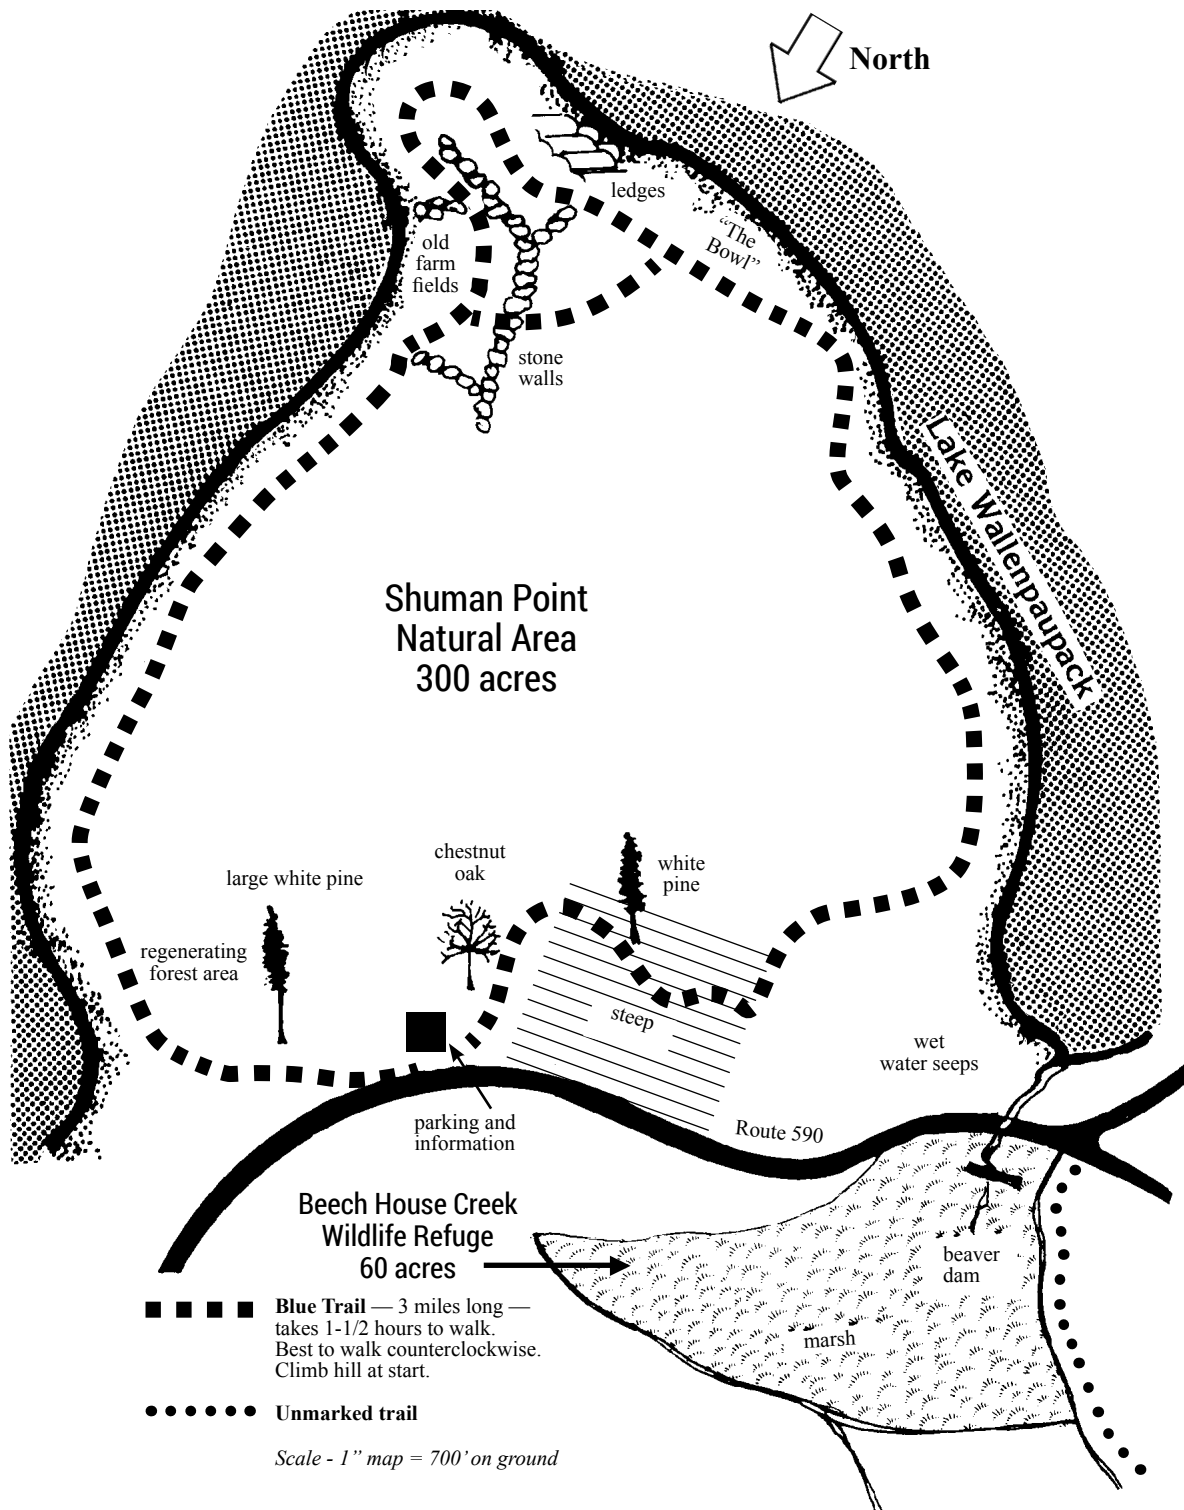 North
ledges
“The
Bowl”
old
farm
fields
stone
walls
Lake Wallenpaupack
Shuman Point
Natural Area
300 acres
chestnut
oak
white
pine
large white pine
regenerating
forest area
steep
wet
water seeps
parking and
information
Route 590
Beech House Creek
Wildlife Refuge
60 acres
beaver
dam
marsh
Blue Trail — 3 miles long —
takes 1-1/2 hours to walk.
Best to walk counterclockwise.
Climb hill at start.
Unmarked trail
Scale - 1” map = 700’ on ground